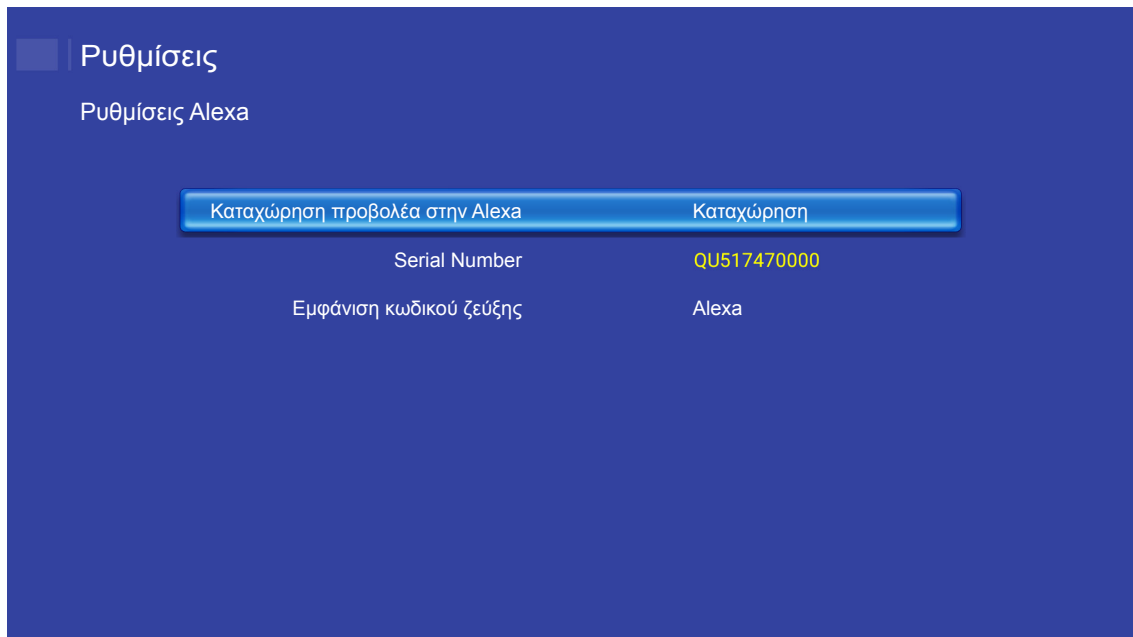 Ρυθμίσεις
Ρυθμίσεις Alexa
Καταχώρηση προβολέα στην Alexa Καταχώρηση
Serial Number QU517470000
Εμφάνιση κωδικού ζεύξης Alexa